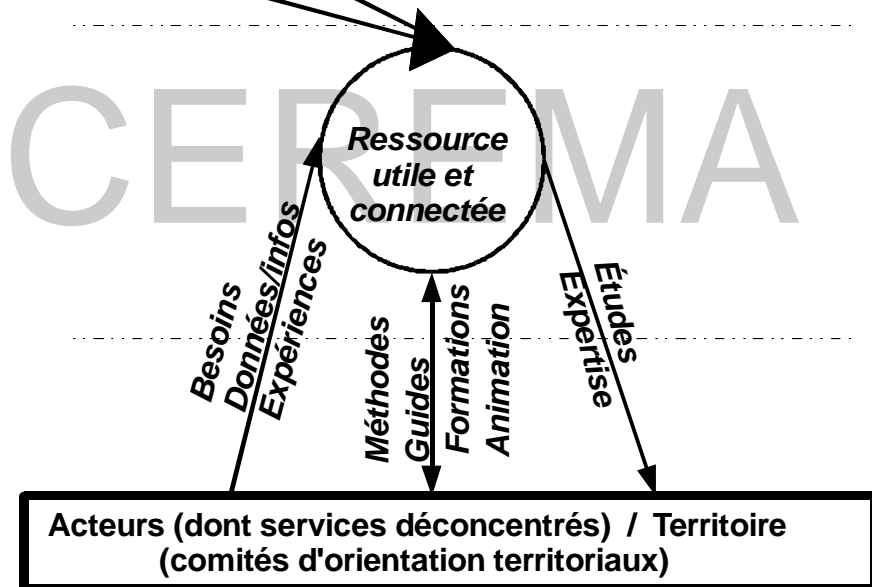 CEREMA
Ressource
utile et
connectée
Besoins
Données/infos
Expériences
Méthodes
Guides
Formations
Animation
Études
Expertise
Acteurs (dont services déconcentrés) / Territoire
(comités d'orientation territoriaux)